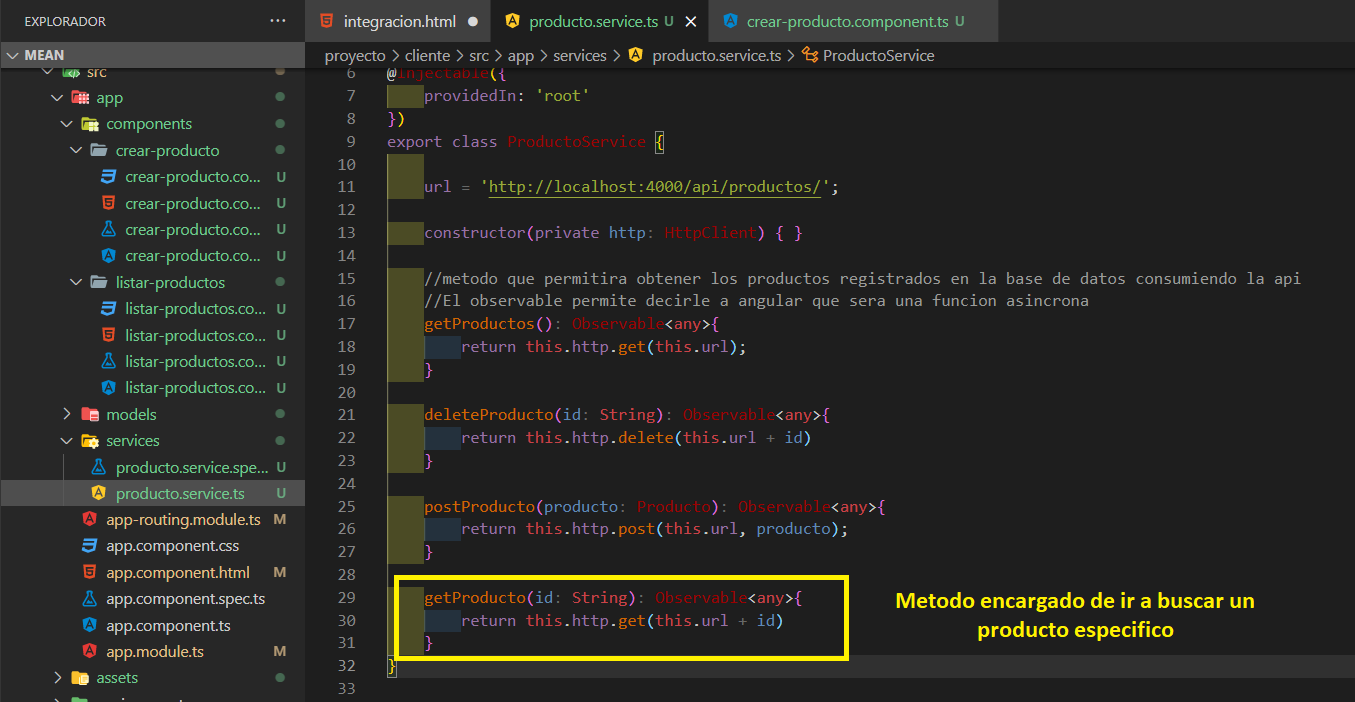 EXPLORADOR ...
MEAN
src
app
components
crear-producto
crear-producto.co... U
crear-producto.co... U
crear-producto.co... U
crear-producto.co... U
listar-productos
listar-productos.co... U
listar-productos.co... U
listar-productos.co... U
listar-productos.co... U
models
services
producto.service.spe... U
producto.service.ts U
app-routing.module.ts M
app.component.css
app.component.html M
app.component.spec.ts
app.component.ts
app.module.ts M
assets
integracion.html
producto.service.ts U
crear-producto.component.ts U
proyecto > cliente > src > app > services > producto.service.ts > ProductoService
6 @Injectable({
7 providedIn: 'root'
8 })
9 export class ProductoService {
10
11 url = 'http://localhost:4000/api/productos/';
12
13 constructor(private http: HttpClient) { }
14
15 //metodo que permitira obtener los productos registrados en la base de datos consumiendo la api
16 //El observable permite decirle a angular que sera una funcion asincrona
17 getProductos(): Observable<any>{
18 return this.http.get(this.url);
19 }
20
21 deleteProducto(id: String): Observable<any>{
22 return this.http.delete(this.url + id)
23 }
24
25 postProducto(producto: Producto): Observable<any>{
26 return this.http.post(this.url, producto);
27 }
28
29 getProducto(id: String): Observable<any>{
30 return this.http.get(this.url + id)
31 }
32 }
33
Metodo encargado de ir a buscar un
producto especifico